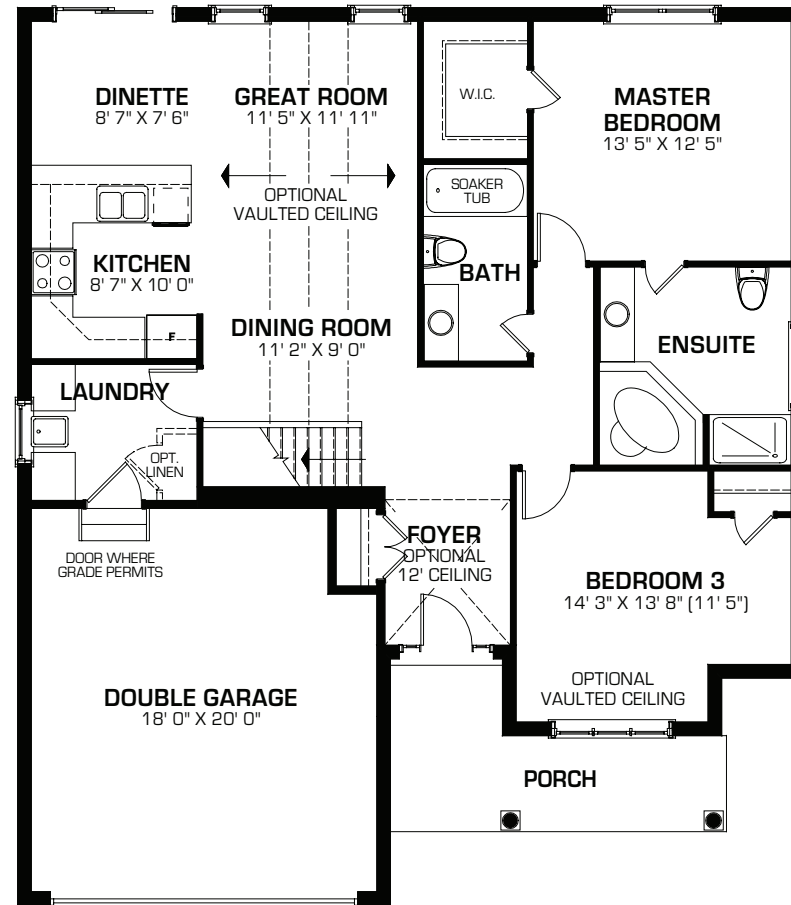 DINETTE
8' 7" X 7' 6"
GREAT ROOM
11' 5" X 11' 11"
W.I.C.
MASTER
BEDROOM
13' 5" X 12' 5"
OPTIONAL
VAULTED CEILING
SOAKER
TUB
KITCHEN
8' 7" X 10' 0"
BATH
F
DINING ROOM
11' 2" X 9' 0"
ENSUITE
LAUNDRY
OPT.
LINEN
DOOR WHERE
GRADE PERMITS
FOYER
OPTIONAL
12' CEILING
BEDROOM 3
14' 3" X 13' 8" (11' 5")
OPTIONAL
VAULTED CEILING
DOUBLE GARAGE
18' 0" X 20' 0"
PORCH